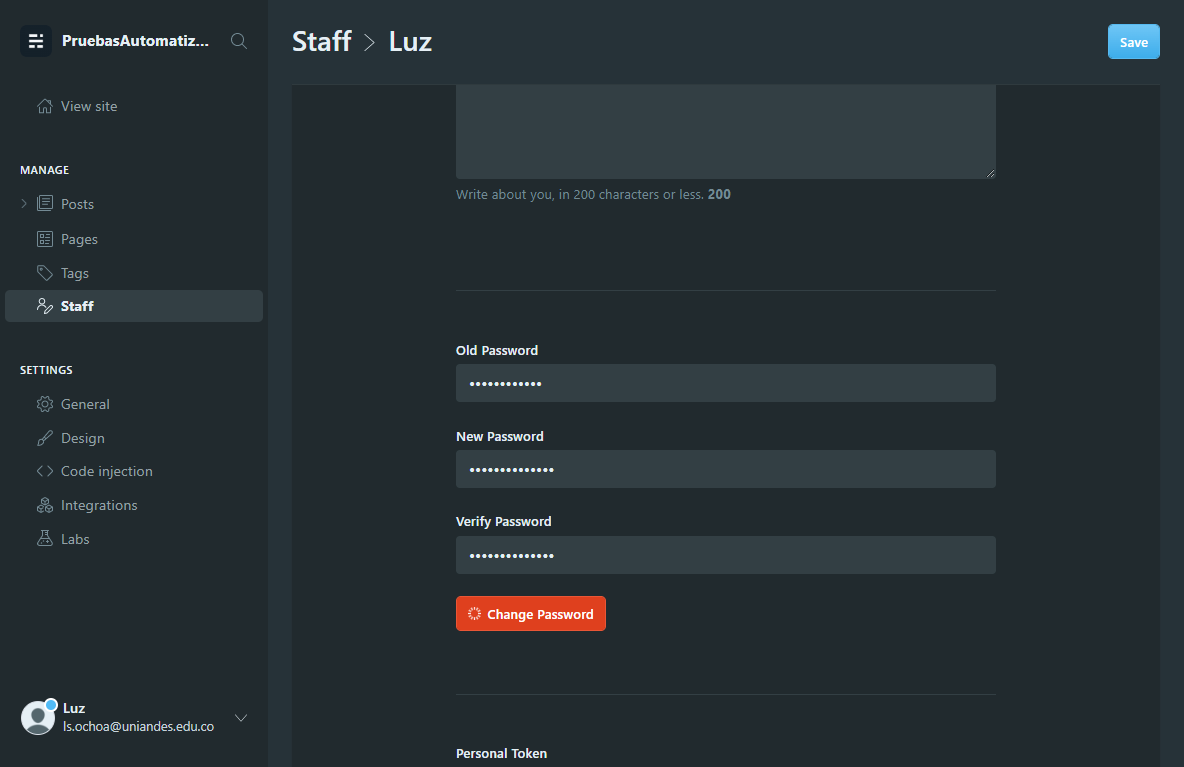 PruebasAutomatiz...
View site
MANAGE
Posts
Pages
Tags
Staff
SETTINGS
General
Design
Code injection
Integrations
Labs
Luz
ls.ochoa@uniandes.edu.co
Staff > Luz
Save
Write about you, in 200 characters or less. 200
Old Password
••••••••••••
New Password
••••••••••••••
Verify Password
••••••••••••••
Change Password
Personal Token